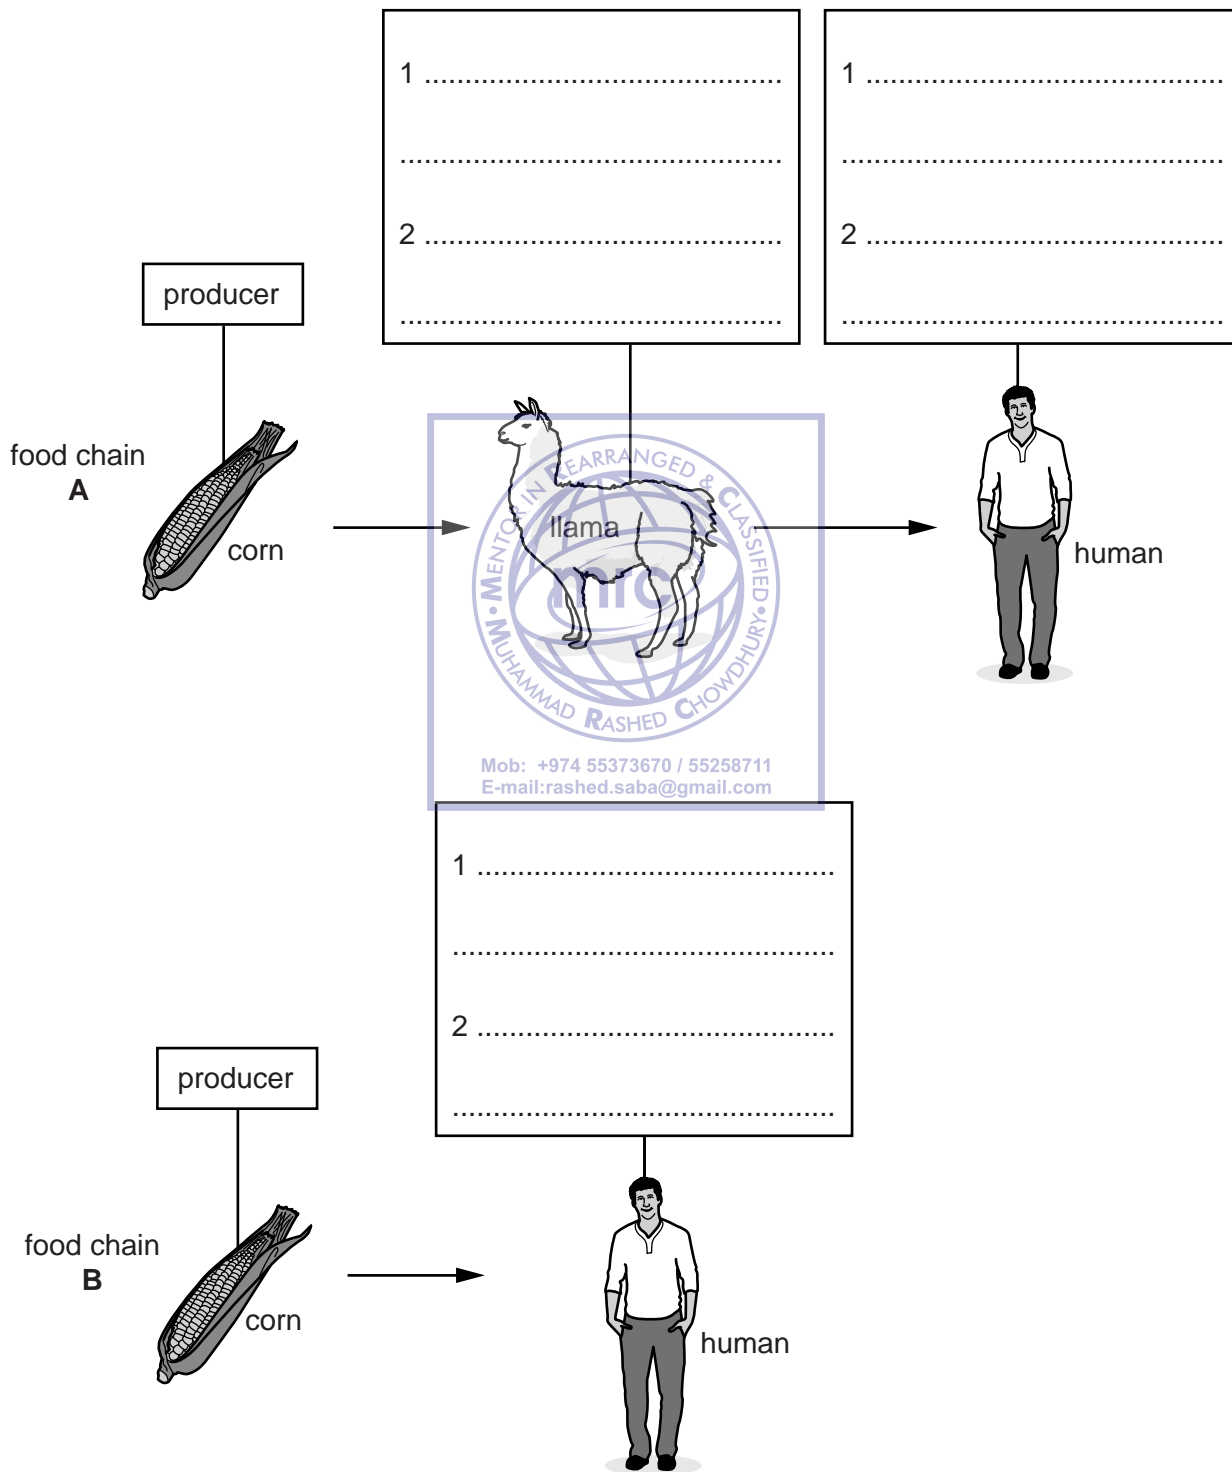 1 ............................................
...............................................
2 ............................................
...............................................
1 ............................................
...............................................
2 ............................................
...............................................
producer
food chain
A
corn
llama
human
MENTOR IN REARRANGED & CLASSIFIED
mrc
MUHAMMAD RASHED CHOWDHURY
Mob: +974 55373670 / 55258711
E-mail:rashed.saba@gmail.com
1 ............................................
...............................................
2 ............................................
...............................................
producer
food chain
B
corn
human